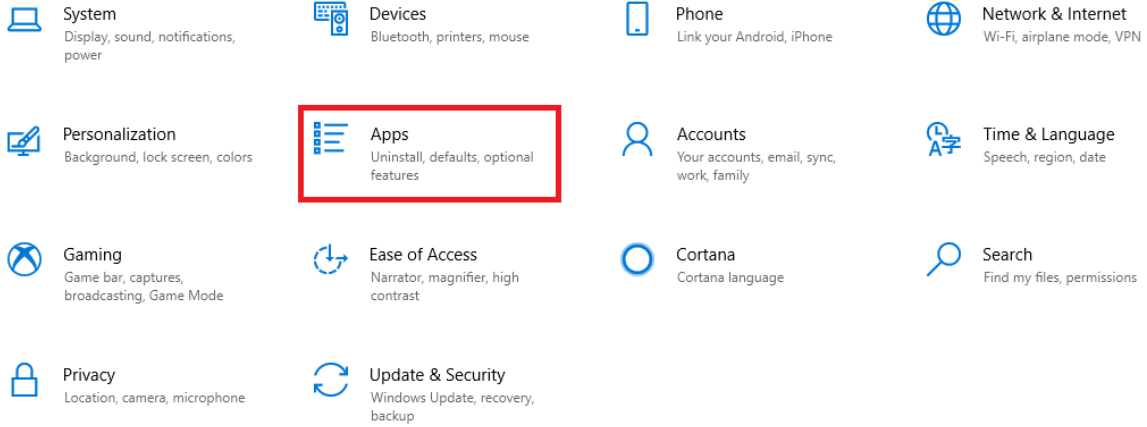 System
Display, sound, notifications,
power
Devices
Bluetooth, printers, mouse
Phone
Link your Android, iPhone
Network & Internet
Wi-Fi, airplane mode, VPN
Personalization
Background, lock screen, colors
Apps
Uninstall, defaults, optional
features
Accounts
Your accounts, email, sync,
work, family
Time & Language
Speech, region, date
Gaming
Game bar, captures,
broadcasting, Game Mode
Ease of Access
Narrator, magnifier, high
contrast
Cortana
Cortana language
Search
Find my files, permissions
Privacy
Location, camera, microphone
Update & Security
Windows Update, recovery,
backup